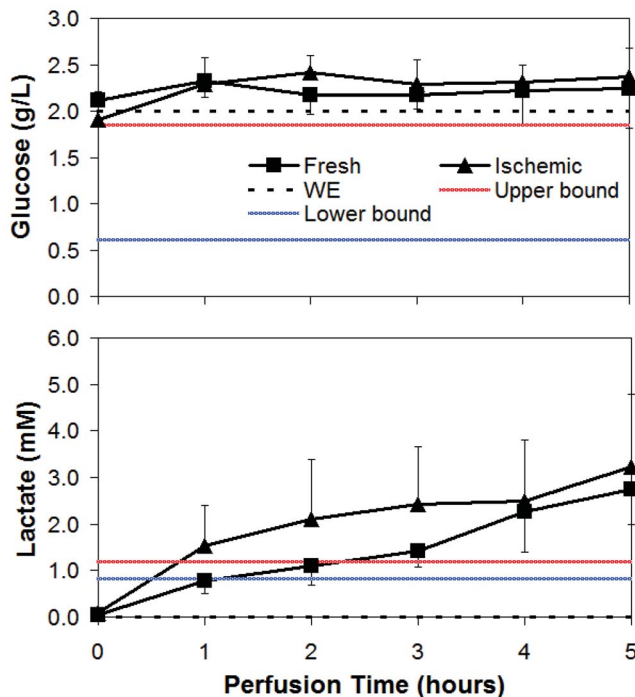 Glucose (g/L)
3.0
2.5
2.0
1.5
1.0
0.5
0.0
Fresh Ischemic
WE Upper bound
Lower bound
Lactate (mM)
6.0
5.0
4.0
3.0
2.0
1.0
0.0
0 1 2 3 4 5
Perfusion Time (hours)